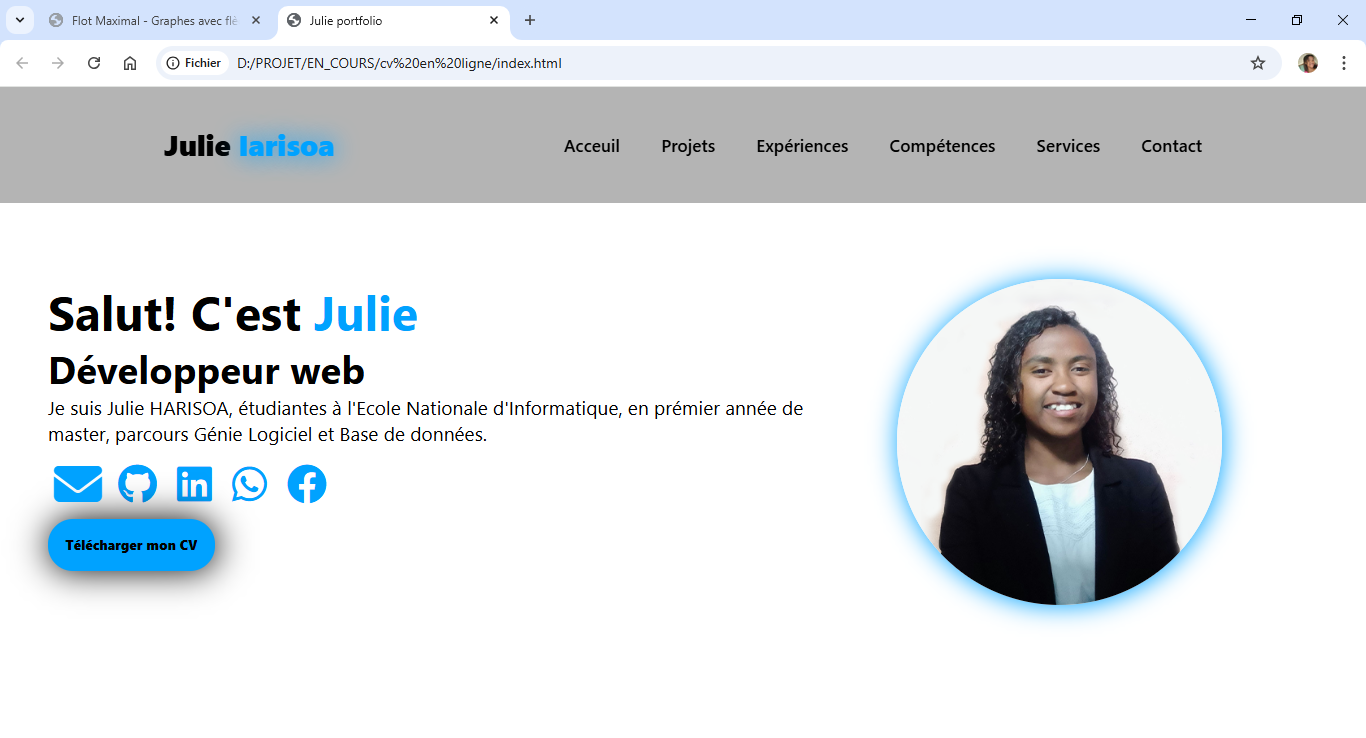 Flot Maximal - Graphes avec flè
Julie portfolio
Fichier
D:/PROJET/EN_COURS/cv%20en%20ligne/index.html
Julie Iarisoa
Acceuil Projets Expériences Compétences Services Contact
Salut! C'est Julie
Développeur web
Je suis Julie HARISOA, étudiantes à l'Ecole Nationale d'Informatique, en prémier année de
master, parcours Génie Logiciel et Base de données.
in
Télécharger mon CV